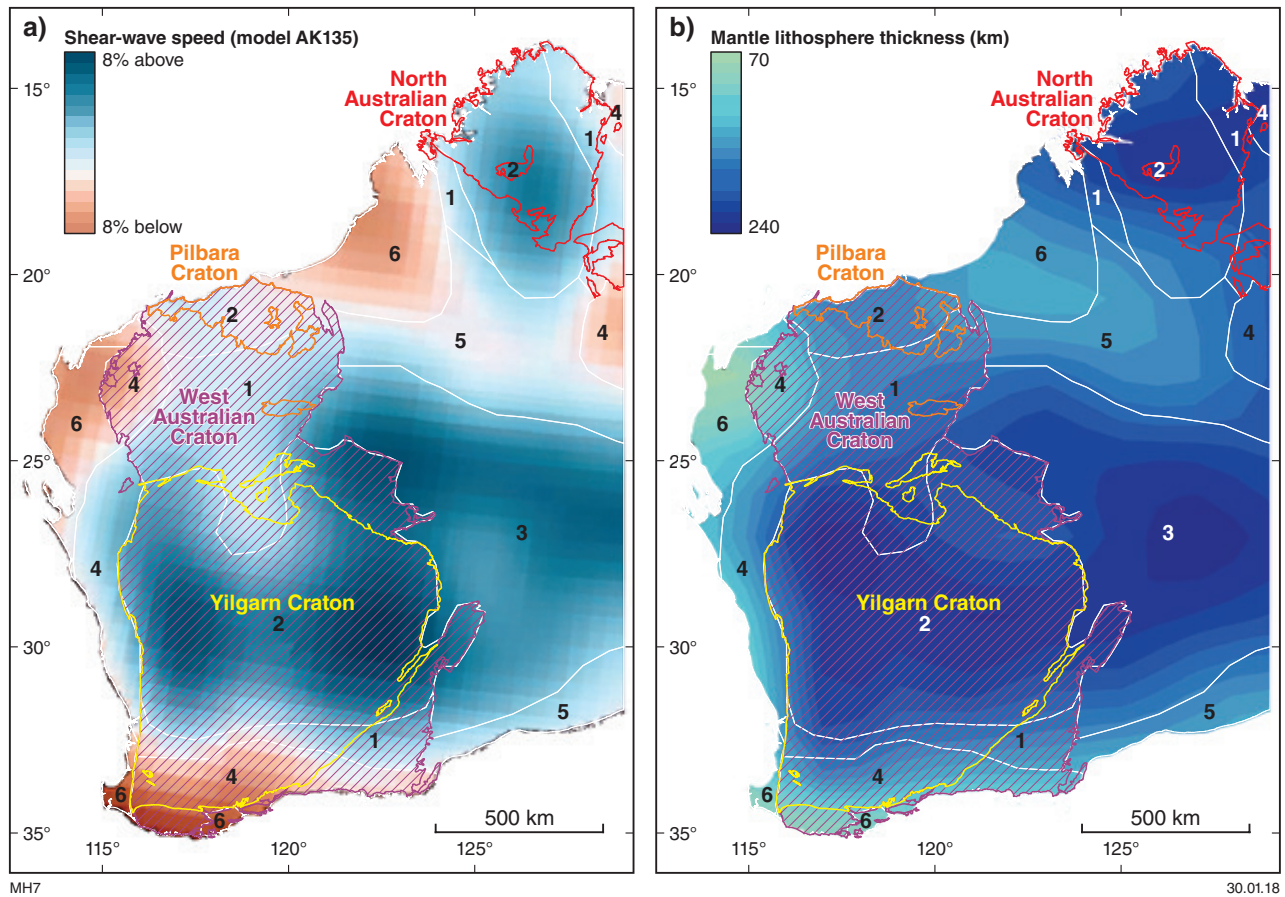 a)
Shear-wave speed (model AK135)
8% above
8% below
15°
20°
25°
30°
35°
115°
120°
125°
North
Australian
Craton
4
1
2
1
6
Pilbara
Craton
2
5
4
4
1
West
Australian
Craton
6
3
4
Yilgarn Craton
2
5
1
4
6
6
500 km
b)
Mantle lithosphere thickness (km)
70
240
15°
20°
25°
30°
35°
115°
120°
125°
North
Australian
Craton
4
1
2
1
6
Pilbara
Craton
2
5
4
4
1
West
Australian
Craton
6
3
4
Yilgarn Craton
2
5
1
4
6
6
500 km
MH7
30.01.18